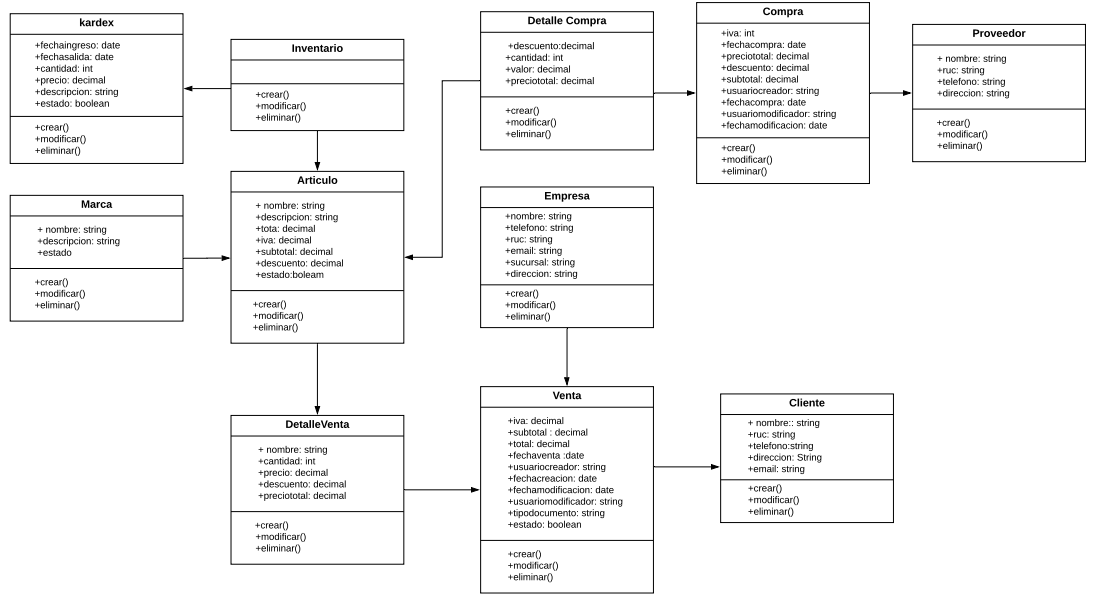 kardex
+fechaingreso: date
+fechasalida: date
+cantidad: int
+precio: decimal
+descripcion: string
+estado: boolean
+crear()
+modificar()
+eliminar()
Inventario
+crear()
+modificar()
+eliminar()
Detalle Compra
+descuento:decimal
+cantidad: int
+valor: decimal
+preciototal: decimal
+crear()
+modificar()
+eliminar()
Compra
+iva: int
+fechacompra: date
+preciototal: decimal
+descuento: decimal
+subtotal: decimal
+usuariocreador: string
+fechacompra: date
+usuariomodificador: string
+fechamodificacion: date
+crear()
+modificar()
+eliminar()
Proveedor
+ nombre: string
+ruc: string
+telefono: string
+direccion: string
+crear()
+modificar()
+eliminar()
Marca
+ nombre: string
+descripcion: string
+estado
+crear()
+modificar()
+eliminar()
Articulo
+ nombre: string
+descripcion: string
+tota: decimal
+iva: decimal
+subtotal: decimal
+descuento: decimal
+estado:boleam
+crear()
+modificar()
+eliminar()
Empresa
+nombre: string
+telefono: string
+ruc: string
+email: string
+sucursal: string
+direccion: string
+crear()
+modificar()
+eliminar()
DetalleVenta
+ nombre: string
+cantidad: int
+precio: decimal
+descuento: decimal
+preciototal: decimal
+crear()
+modificar()
+eliminar()
Venta
+iva: decimal
+subtotal : decimal
+total: decimal
+fechaventa :date
+usuariocreador: string
+fechacreacion: date
+fechamodificacion: date
+usuariomodificador: string
+tipodocumento: string
+estado: boolean
+crear()
+modificar()
+eliminar()
Cliente
+ nombre:: string
+ruc: string
+telefono:string
+direccion: String
+email: string
+crear()
+modificar()
+eliminar()